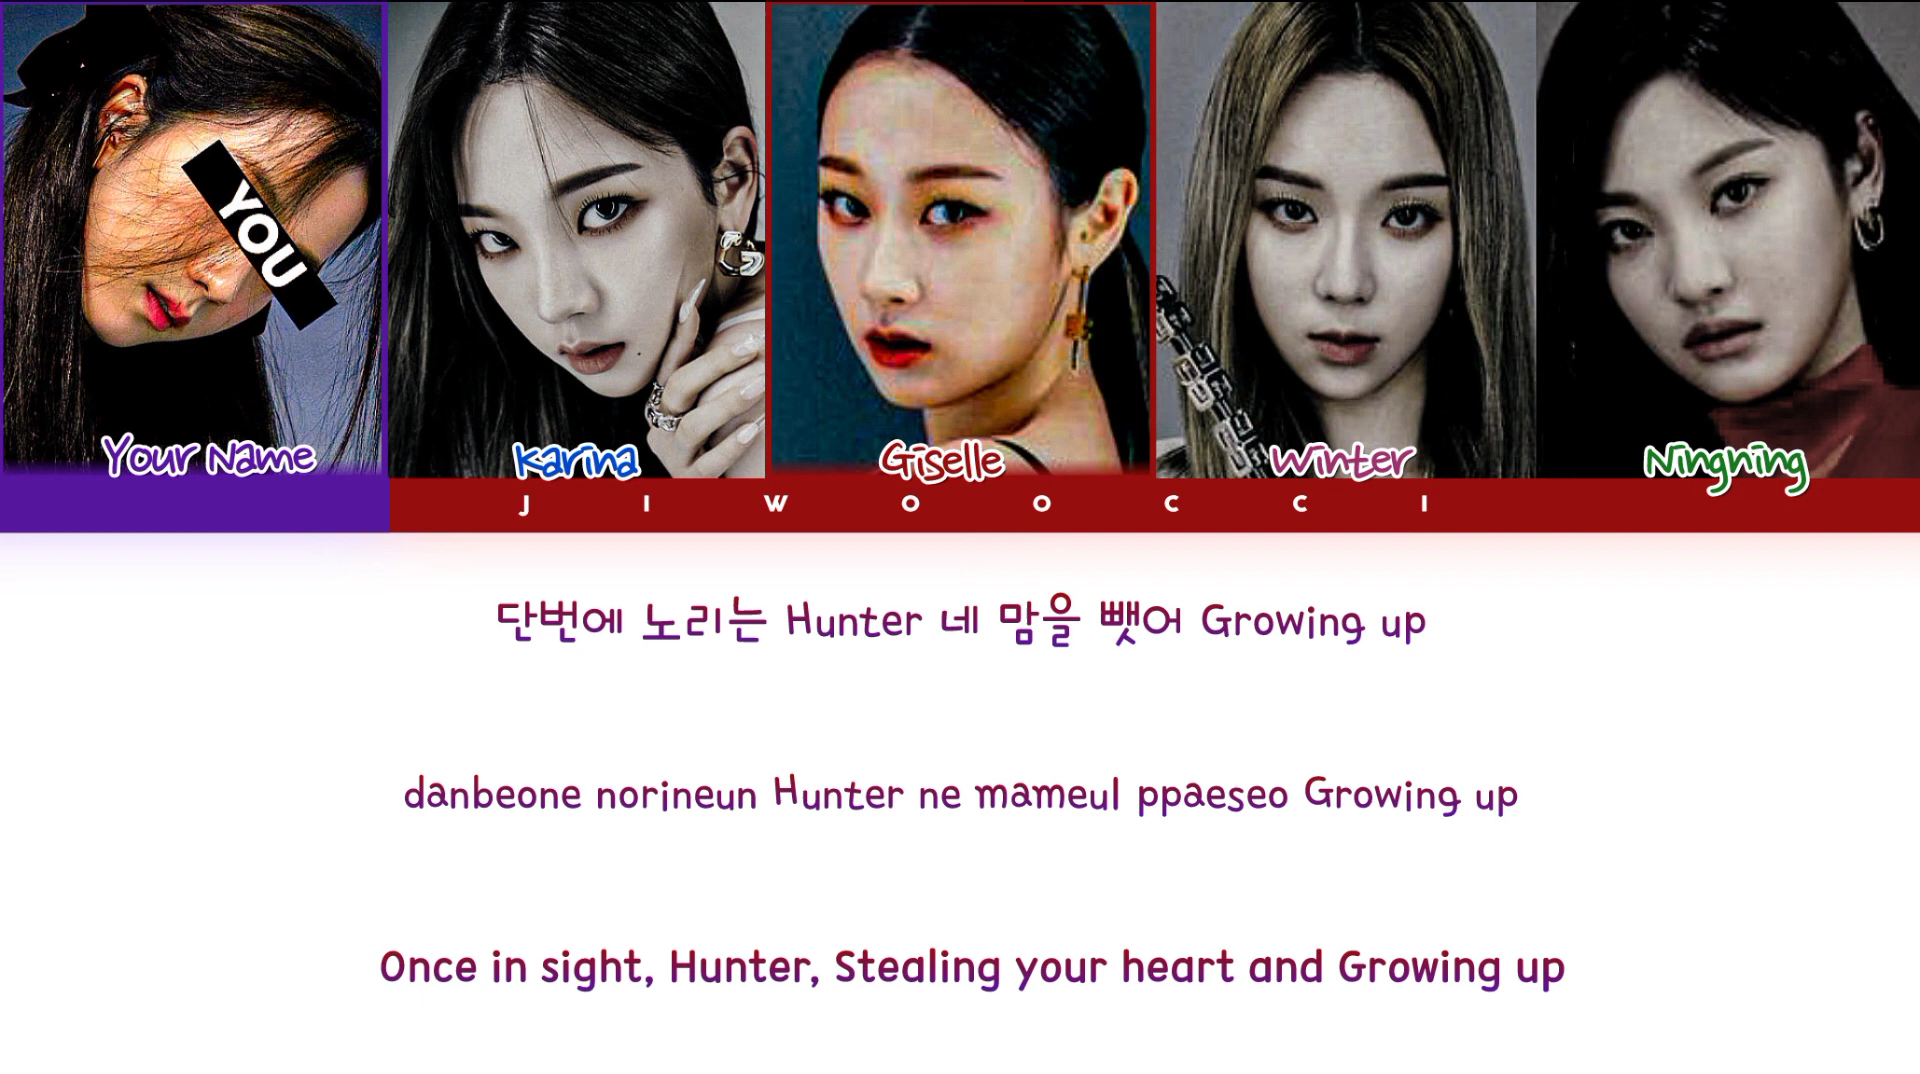 YOU
Your Name
Karina
Giselle
Winter
Ningning
J I W O O C C I
단번에 노리는 Hunter 네 맘을 뺏어 Growing up
danbeone norineun Hunter ne mameul ppaeseo Growing up
Once in sight, Hunter, Stealing your heart and Growing up